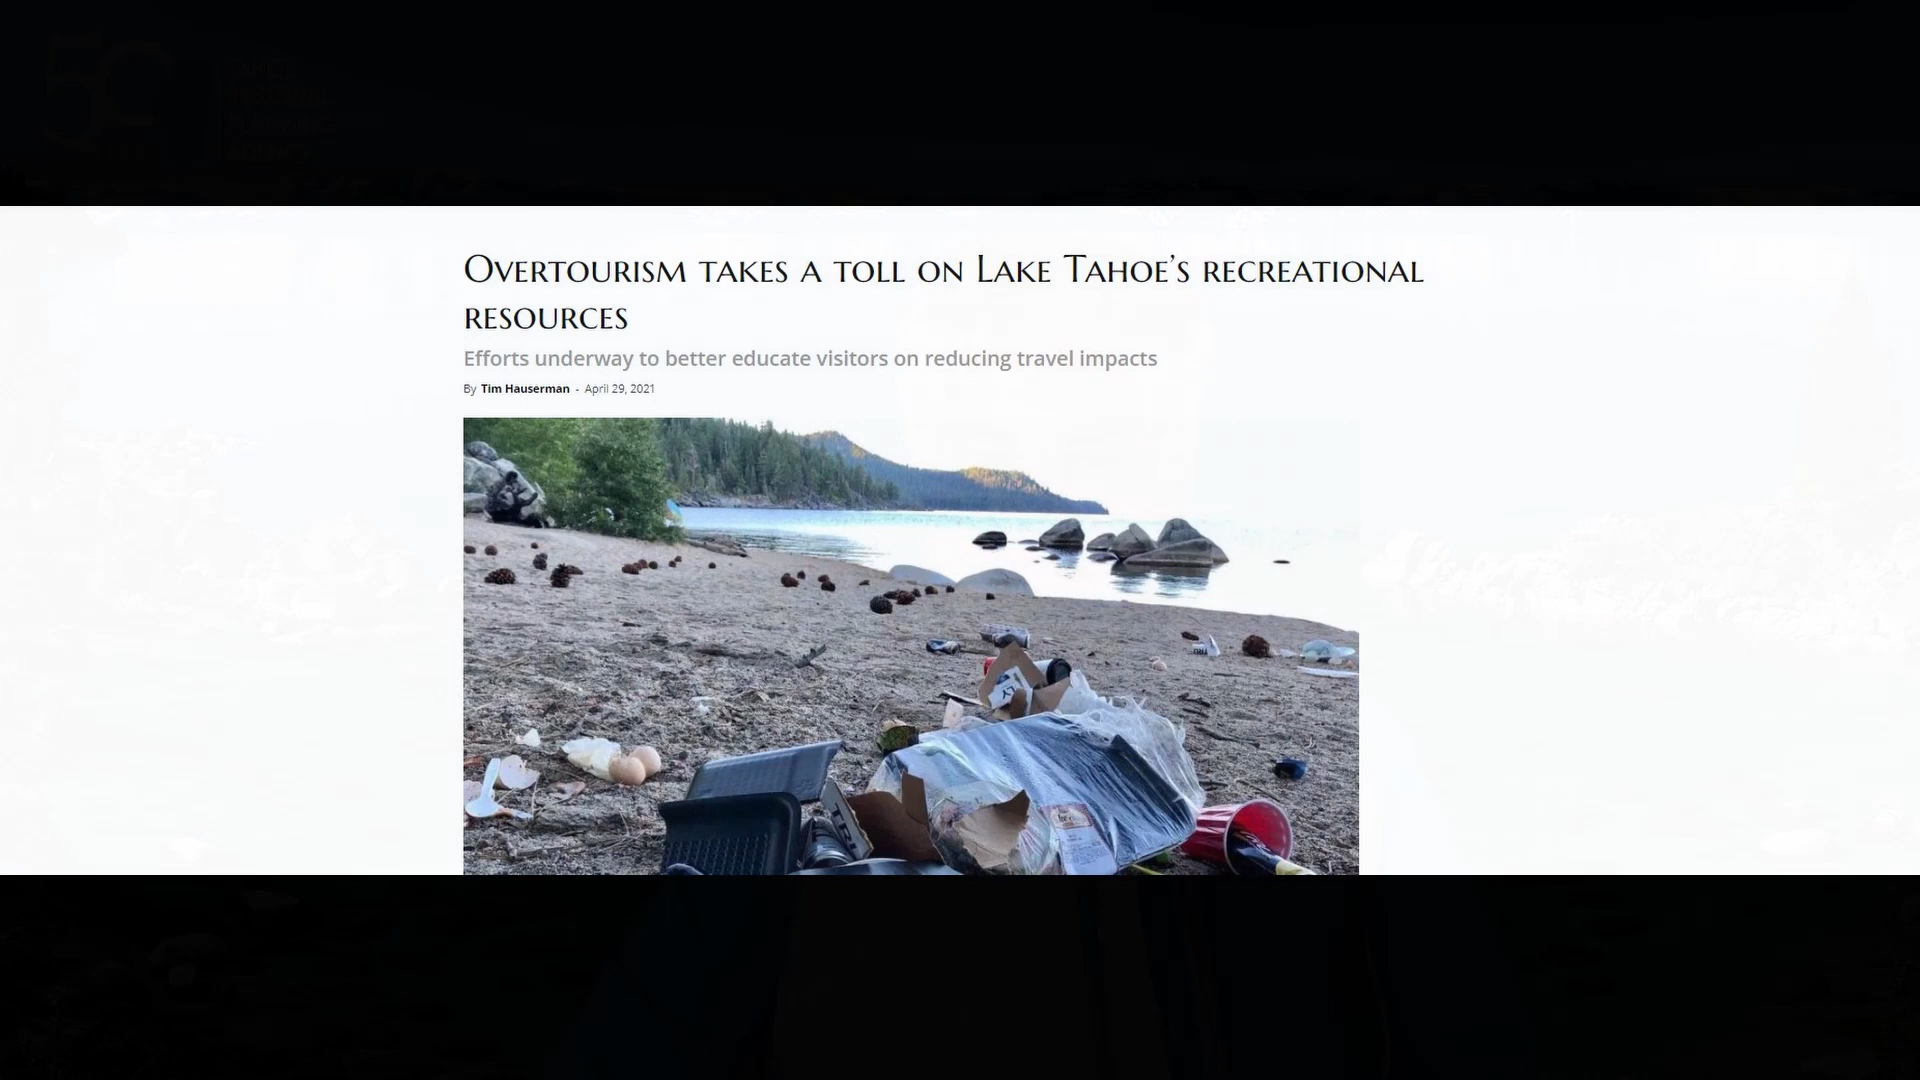 Overtourism takes a toll on Lake Tahoe's recreational
resources
Efforts underway to better educate visitors on reducing travel impacts
By Tim Hauserman - April 29, 2021